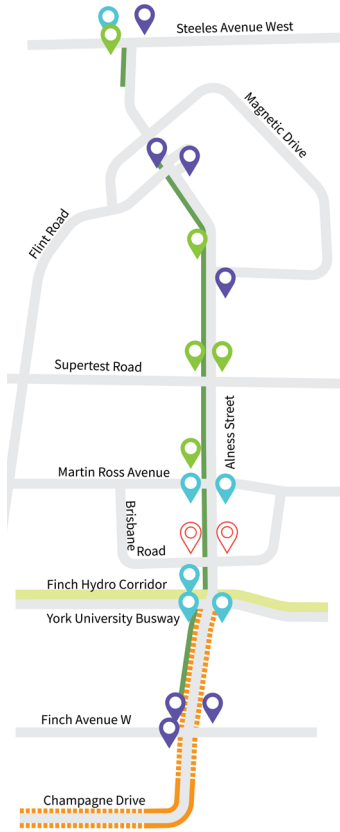 Steeles Avenue West
Magnetic Drive
Flint Road
Supertest Road
Alness Street
Martin Ross Avenue
Brisbane
Road
Finch Hydro Corridor
York University Busway
Finch Avenue W
Champagne Drive